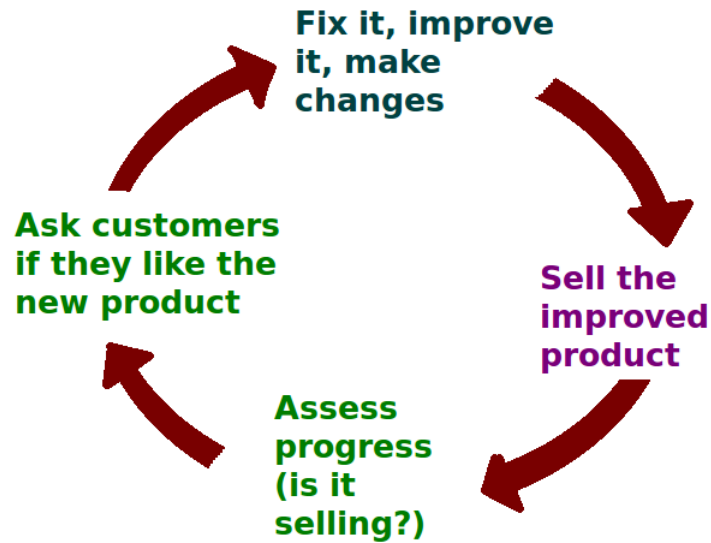 Fix it, improve
it, make
changes
Sell the
improved
product
Assess
progress
(is it
selling?)
Ask customers
if they like the
new product